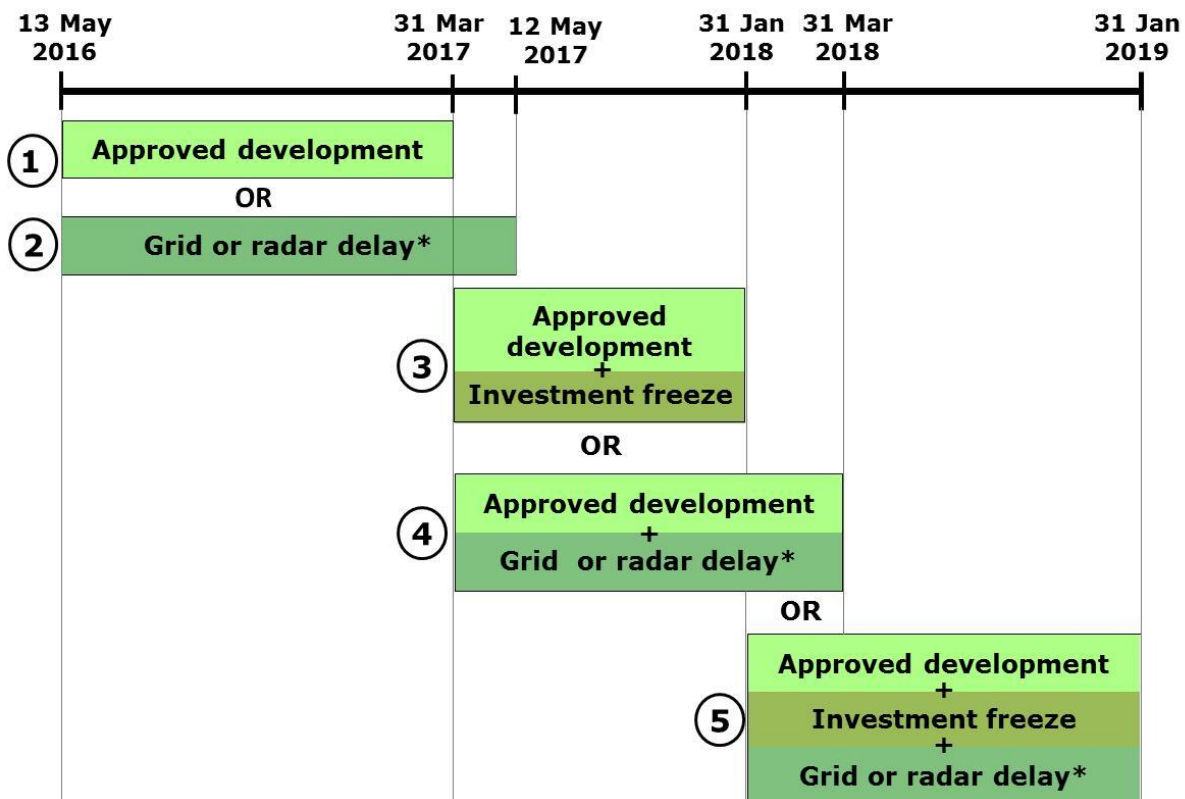 13 May
2016
31 Mar
2017
12 May
2017
31 Jan
2018
31 Mar
2018
31 Jan
2019
1
Approved development
OR
2
Grid or radar delay*
3
Approved
development
+
Investment freeze
OR
4
Approved development
+
Grid or radar delay*
OR
5
Approved development
+
Investment freeze
+
Grid or radar delay*